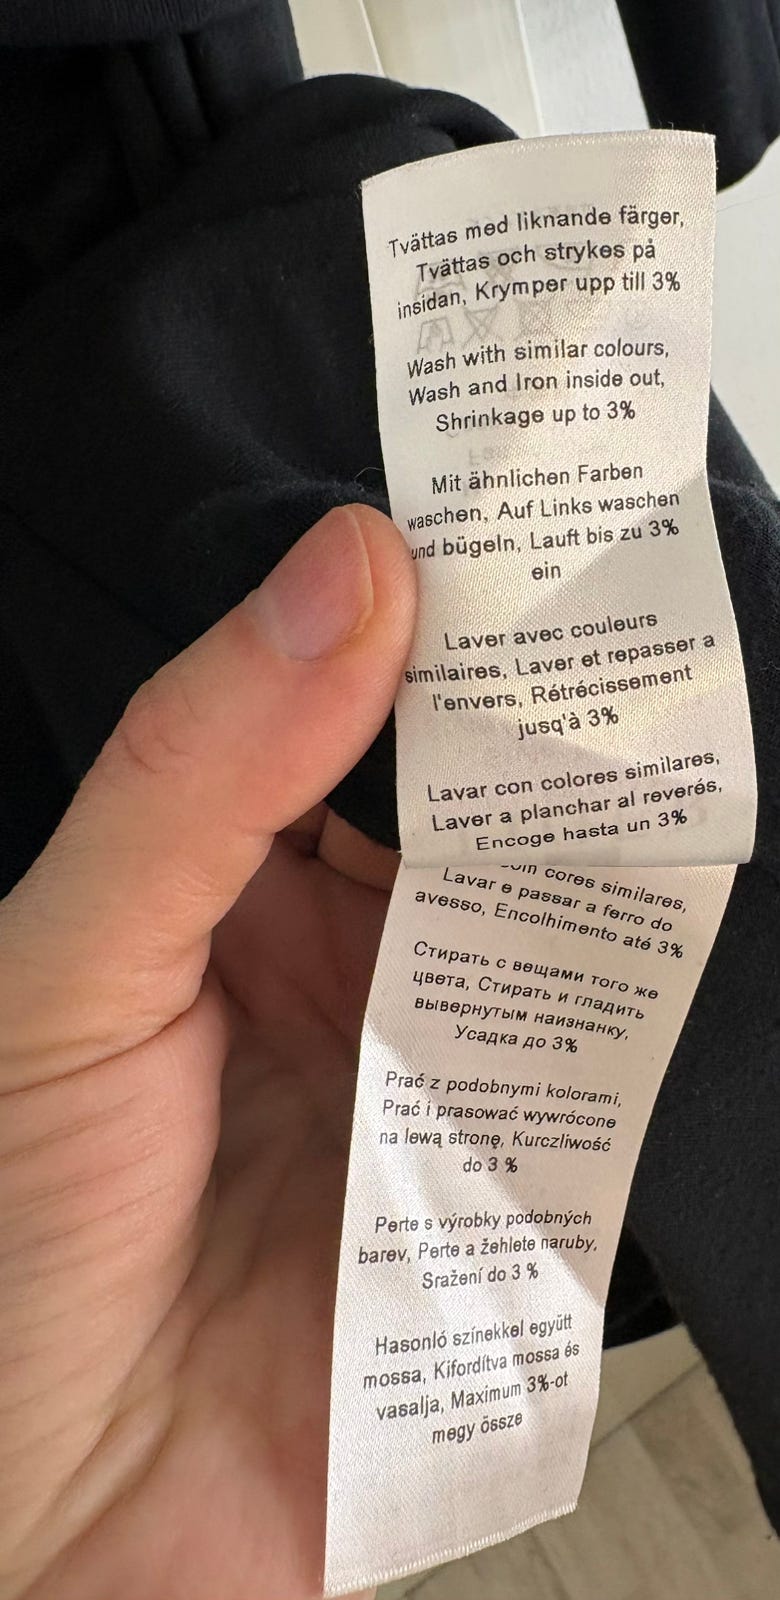 Tvättas med liknande färger,
Tvättas och strykes på
insidan, Krymper upp till 3%
Wash with similar colours,
Wash and Iron inside out,
Shrinkage up to 3%
Mit ähnlichen Farben
waschen, Auf Links waschen
und bügeln, Lauft bis zu 3%
ein
Laver avec couleurs
similaires, Laver et repasser a
l'envers, Rétrécissement
jusq'à 3%
Lavar con colores similares,
Laver a planchar al reverés,
Encoge hasta un 3%
cores similares,
Lavar e passar a ferro do
avesso, Encolhimento até 3%
Стирать с вещами того же
цвета, Стирать и гладить
вывернутым наизнанку,
Усадка до 3%
Prać z podobnymi kolorami,
Prać i prasować wywrócone
na lewą stronę, Kurczliwość
do 3 %
Perte s výrobky podobných
barev, Perte a žehlete naruby,
Sražení do 3 %
Hasonló színekkel együtt
mossa, Kifordítva mossa és
vasalja, Maximum 3%-ot
megy össze